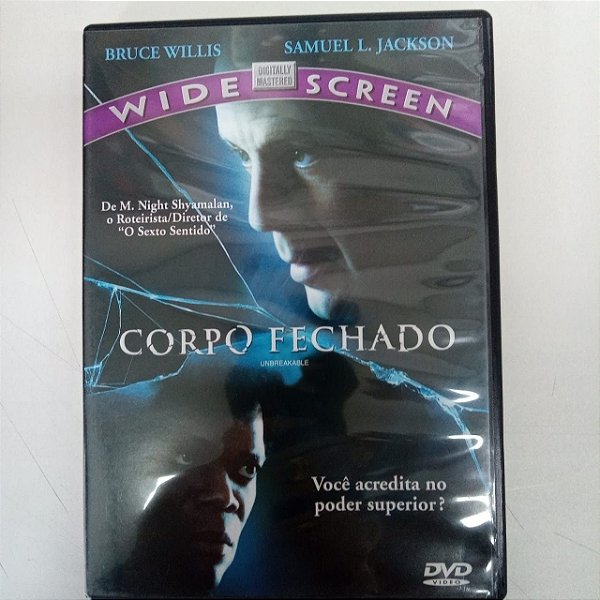 BRUCE WILLIS SAMUEL L. JACKSON
DIGITALLY
MASTERED
WIDE SCREEN
De M. Night Shyamalan,
o Roteirista/Diretor de
“O Sexto Sentido”
CORPO FECHADO
UNBREAKABLE
Você acredita no
poder superior?
DVD
VIDEO